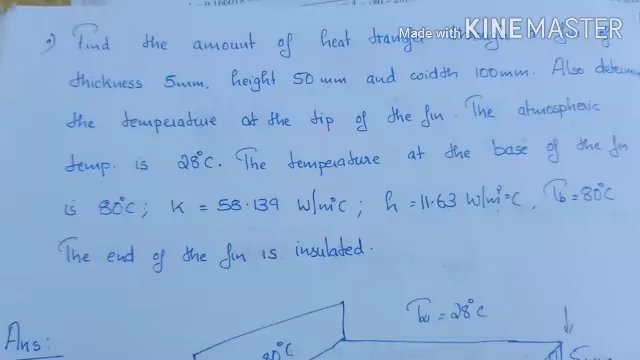 Made with KINEMASTER
Find the amount of heat
thickness 5mm, height 50 mm and width 100mm. Also
the temperature at the tip of the fin. The atmospheric
temp. is 28°C. The temperature at the base of the fin
is 80°C; K = 58.139 W/m°C; h = 11.63 W/m²°C, Tb = 80°C
The end of the fin is insulated.
T∞ = 28°C
Ans:
80°C